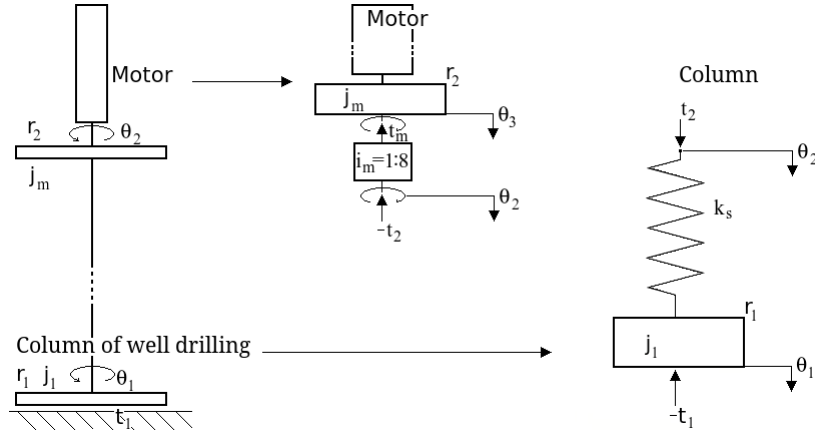 Motor
r₂
θ₂
jₘ
Column of well drilling
r₁ j₁
θ₁
t₁
Motor
r₂
jₘ
θ₃
tₘ
iₘ=1:8
θ₂
-t₂
Column
t₂
θ₂
kₛ
r₁
j₁
θ₁
-t₁